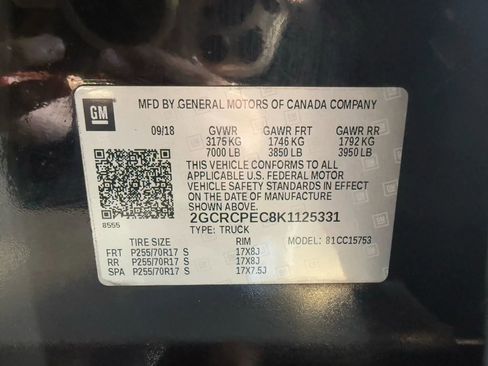 GM
MFD BY GENERAL MOTORS OF CANADA COMPANY
09/18 GVWR GAWR FRT GAWR RR
3175 KG 1746 KG 1792 KG
7000 LB 3850 LB 3950 LB
THIS VEHICLE CONFORMS TO ALL
APPLICABLE U.S. FEDERAL MOTOR
VEHICLE SAFETY STANDARDS IN EFFECT
ON THE DATE OF MANUFACTURE SHOWN ABOVE.
8555 2GCRCPEC8K1125331
TYPE: TRUCK
TIRE SIZE RIM MODEL: 81CC15753
FRT P255/70R17 S 17X8J
RR P255/70R17 S 17X8J
SPA P255/70R17 S 17X7.5J